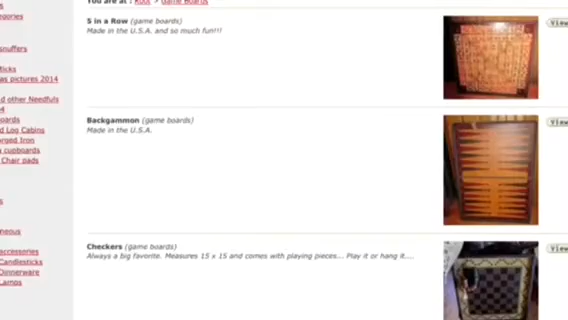 You are at : Root > Game Boards
egories
snuffers
ticks
as pictures 2014
d other Needfuls
4
oards
d Log Cabins
orged Iron
y cupboards
Chair pads
s
neous
accessories
Candlesticks
Dinnerware
Lamps
5 in a Row (game boards)
Made in the U.S.A. and so much fun!!!
View
Backgammon (game boards)
Made in the U.S.A.
View
Checkers (game boards)
Always a big favorite. Measures 15 x 15 and comes with playing pieces... Play it or hang it....
View